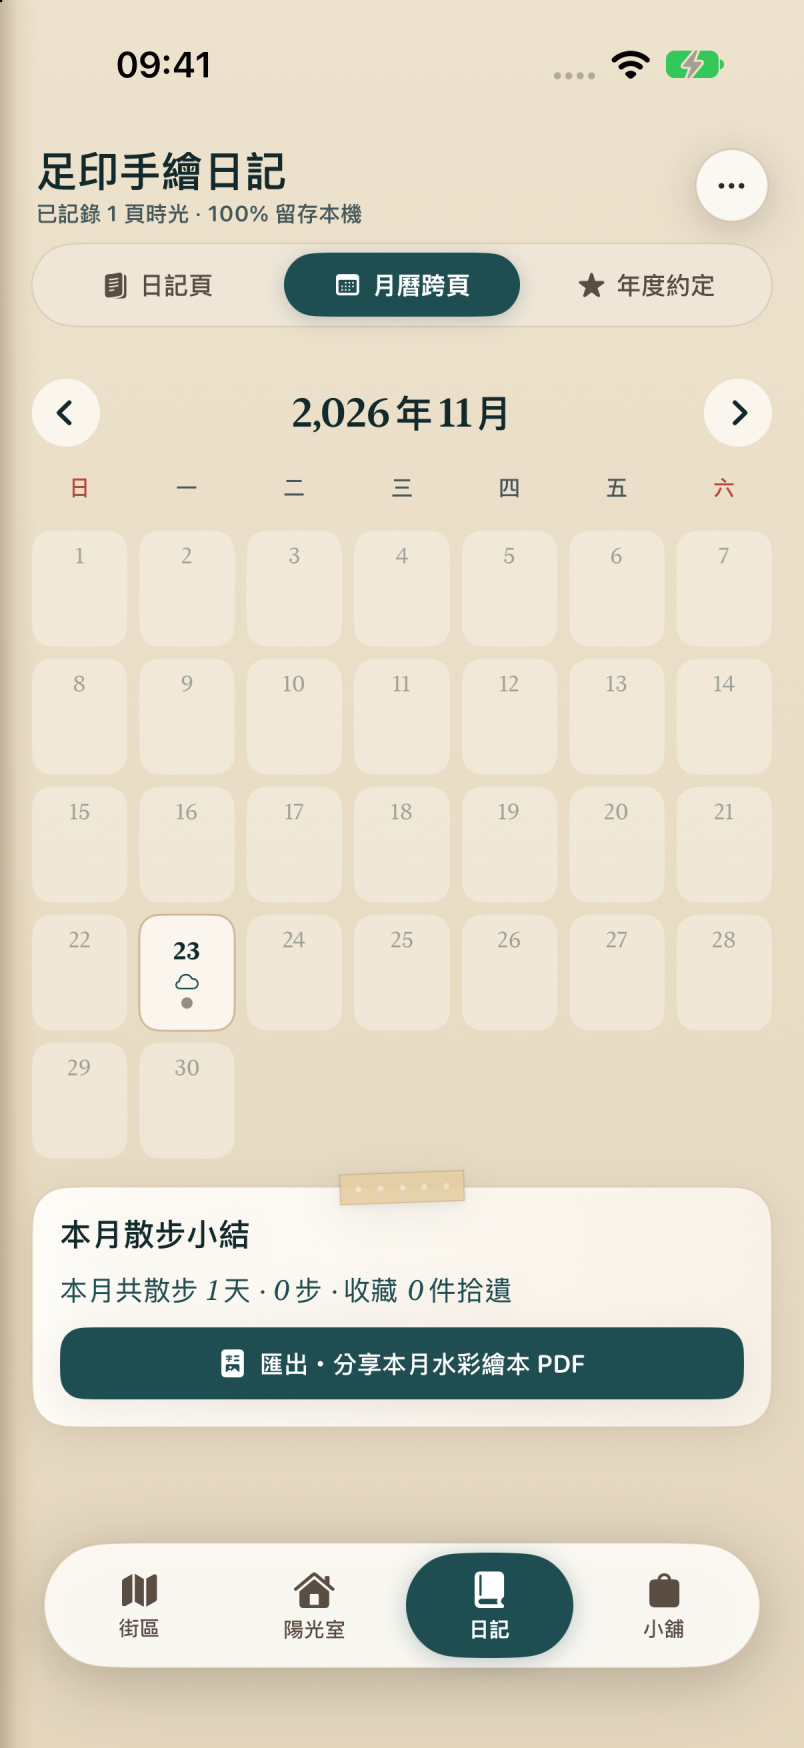 09:41
足印手繪日記
已記錄 1 頁時光 · 100% 留存本機
日記頁 月曆跨頁 年度約定
2,026 年 11 月
日 一 二 三 四 五 六
1 2 3 4 5 6 7
8 9 10 11 12 13 14
15 16 17 18 19 20 21
22 23 24 25 26 27 28
29 30
本月散步小結
本月共散步 1 天 · 0 步 · 收藏 0 件拾遺
匯出・分享本月水彩繪本 PDF
街區 陽光室 日記 小舖